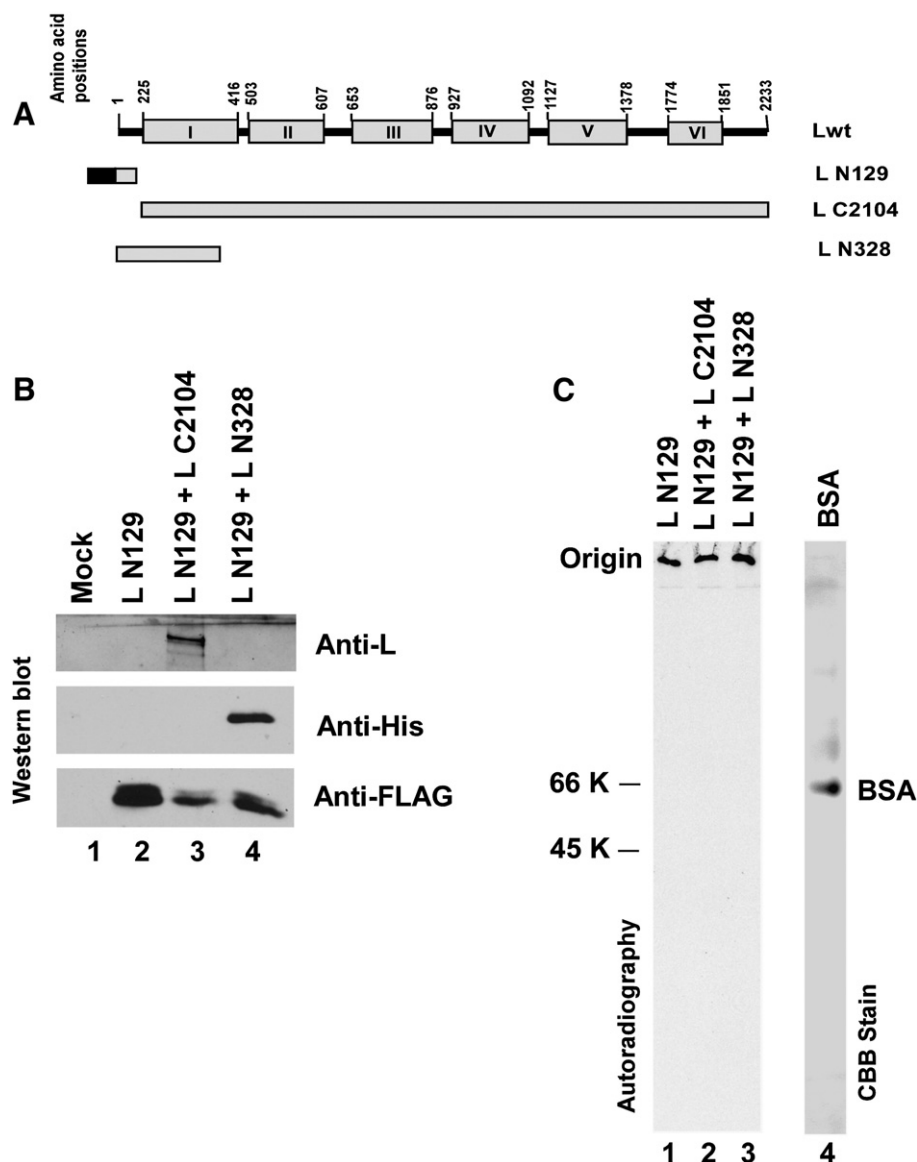 A
Amino acid
positions
1 225 416 503 607 653 876 927 1092 1127 1378 1774 1851 2233
I II III IV V VI
Lwt
L N129
L C2104
L N328
B
Mock
L N129
L N129 + L C2104
L N129 + L N328
Western blot
Anti-L
Anti-His
Anti-FLAG
1 2 3 4
C
L N129
L N129 + L C2104
L N129 + L N328
BSA
Origin
66 K
45 K
BSA
Autoradiography
CBB Stain
1 2 3 4